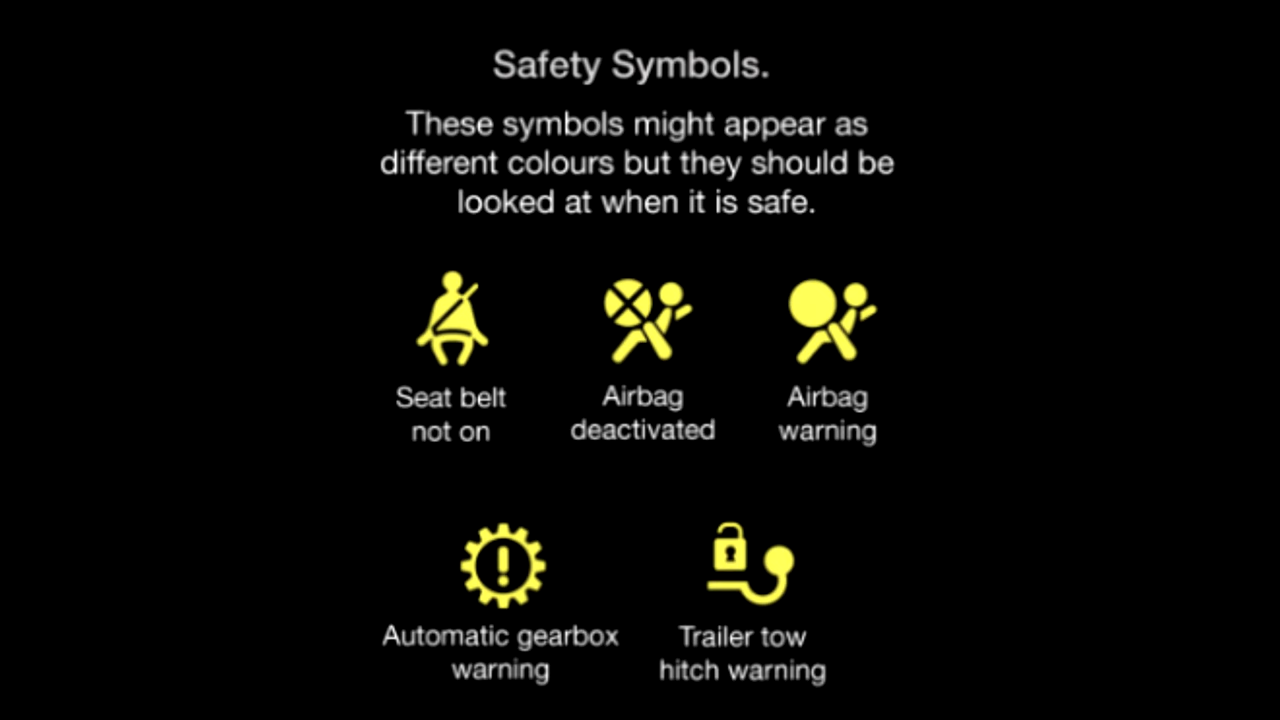 Safety Symbols.
These symbols might appear as
different colours but they should be
looked at when it is safe.
Seat belt
not on
Airbag
deactivated
Airbag
warning
Automatic gearbox
warning
Trailer tow
hitch warning